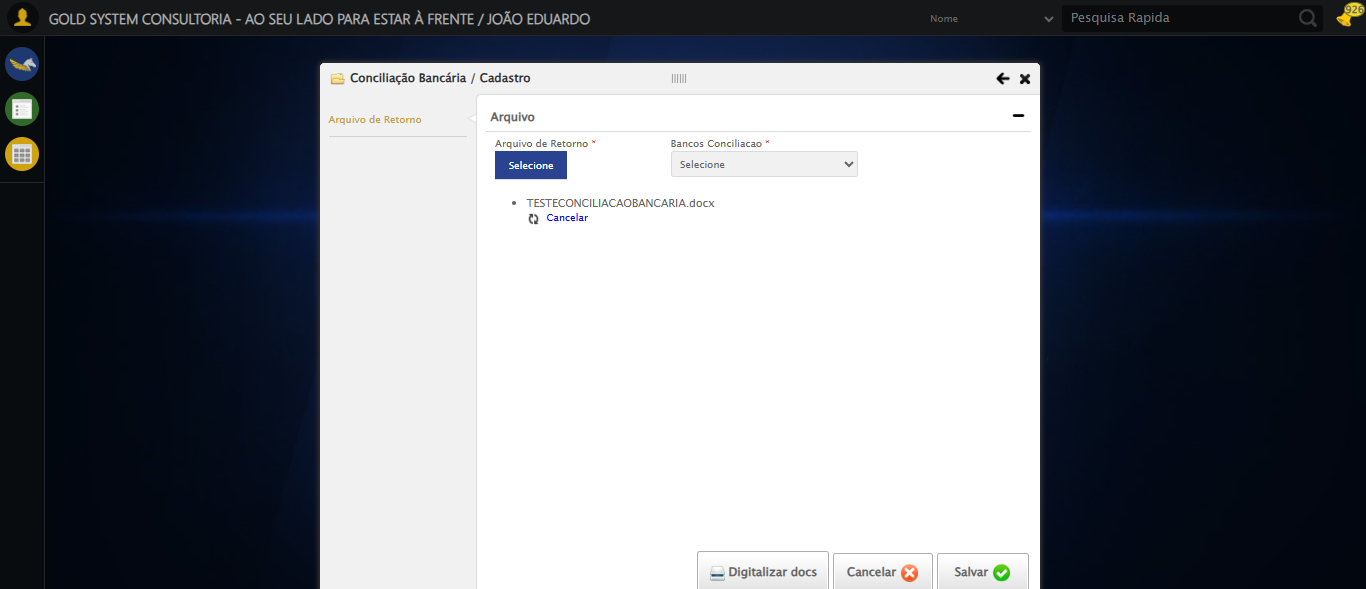 GOLD SYSTEM CONSULTORIA - AO SEU LADO PARA ESTAR À FRENTE / JOÃO EDUARDO
Nome
Pesquisa Rapida
926
Conciliação Bancária / Cadastro
Arquivo de Retorno
Arquivo
Arquivo de Retorno *
Bancos Conciliacao *
Selecione
Selecione
• TESTECONCILIACAOBANCARIA.docx
Cancelar
Digitalizar docs
Cancelar
Salvar